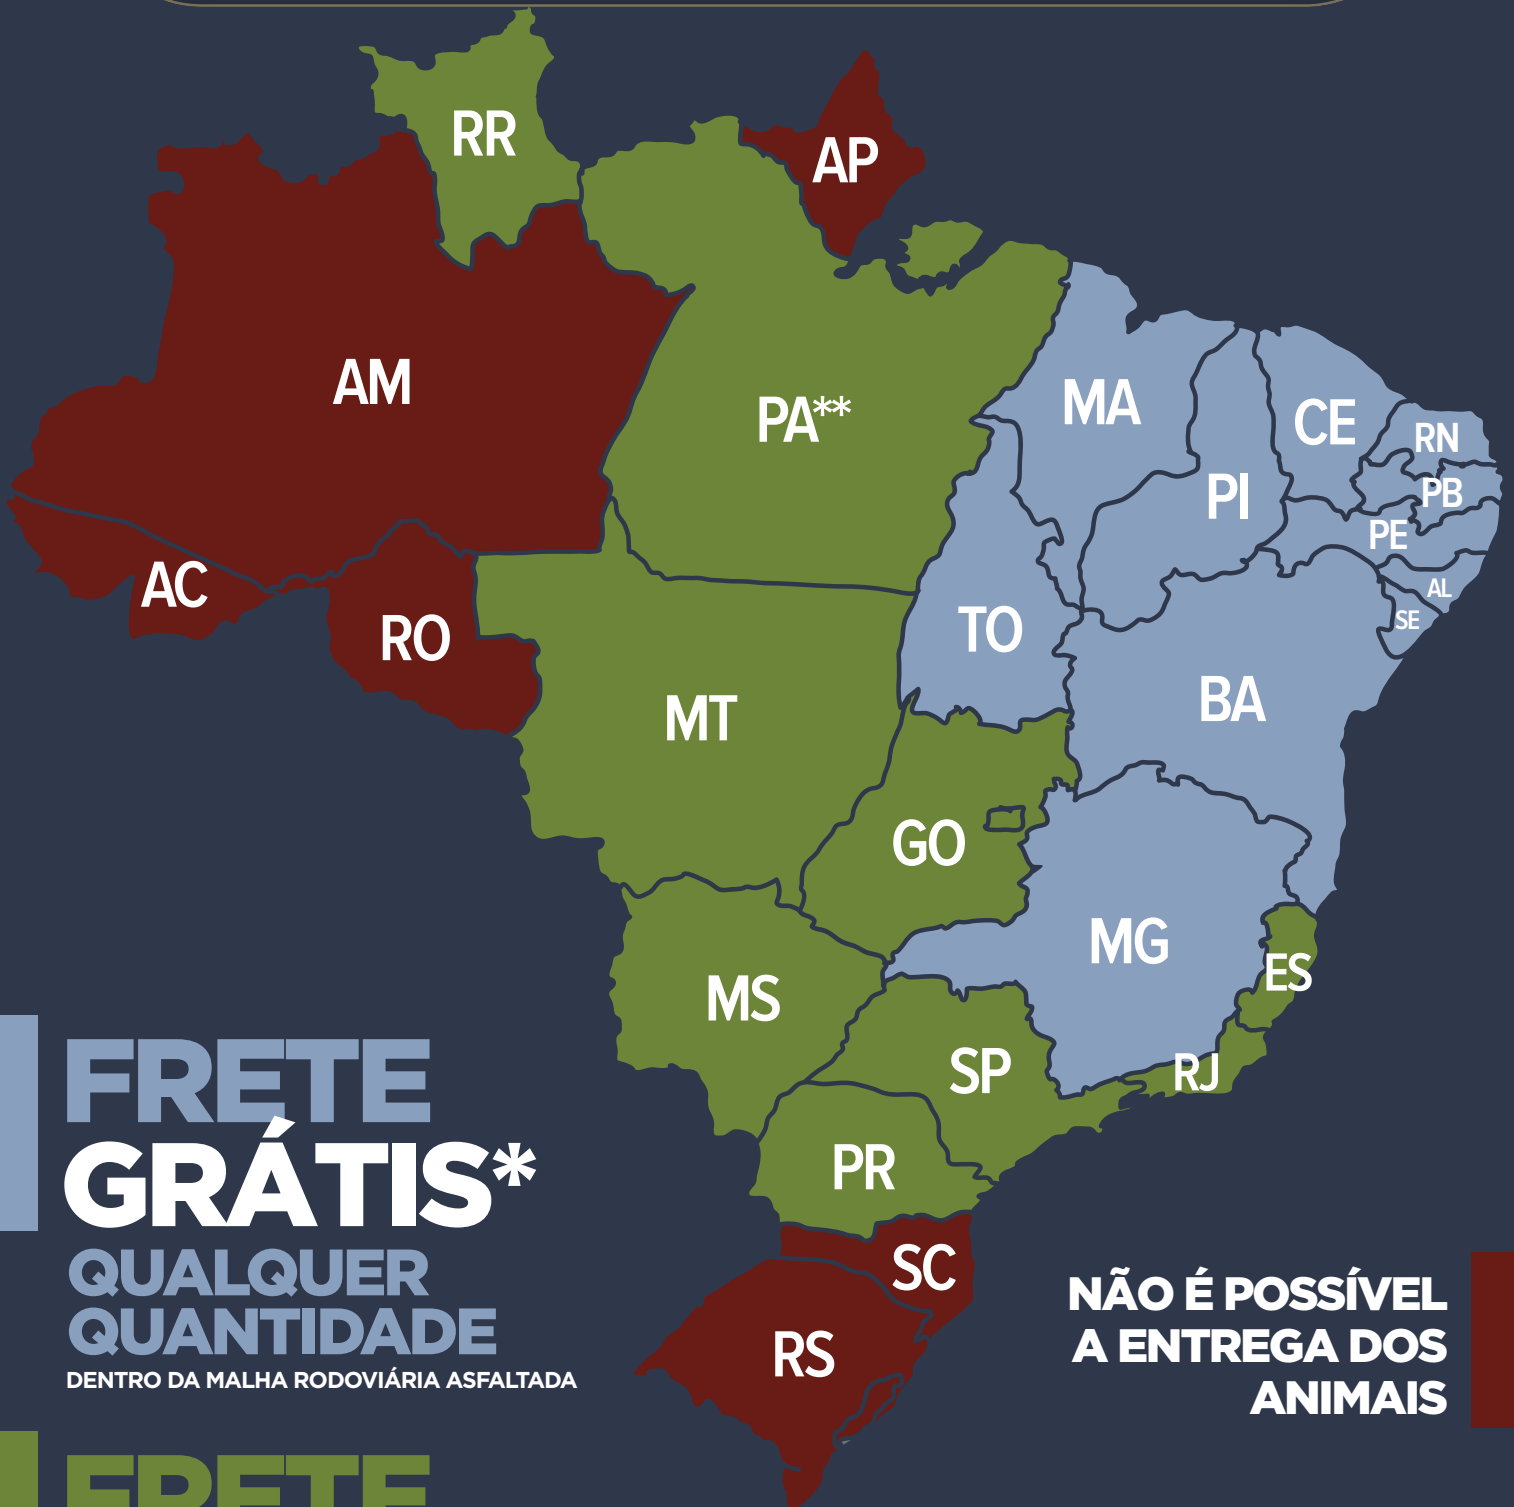 RR
AP
AM
PA**
MA
CE
RN
PI
PB
PE
AC
AL
RO
TO
SE
BA
MT
GO
MG
ES
MS
SP
RJ
PR
SC
RS
FRETE
GRÁTIS*
QUALQUER
QUANTIDADE
DENTRO DA MALHA RODOVIÁRIA ASFALTADA
NÃO É POSSÍVEL
A ENTREGA DOS
ANIMAIS
FRETE